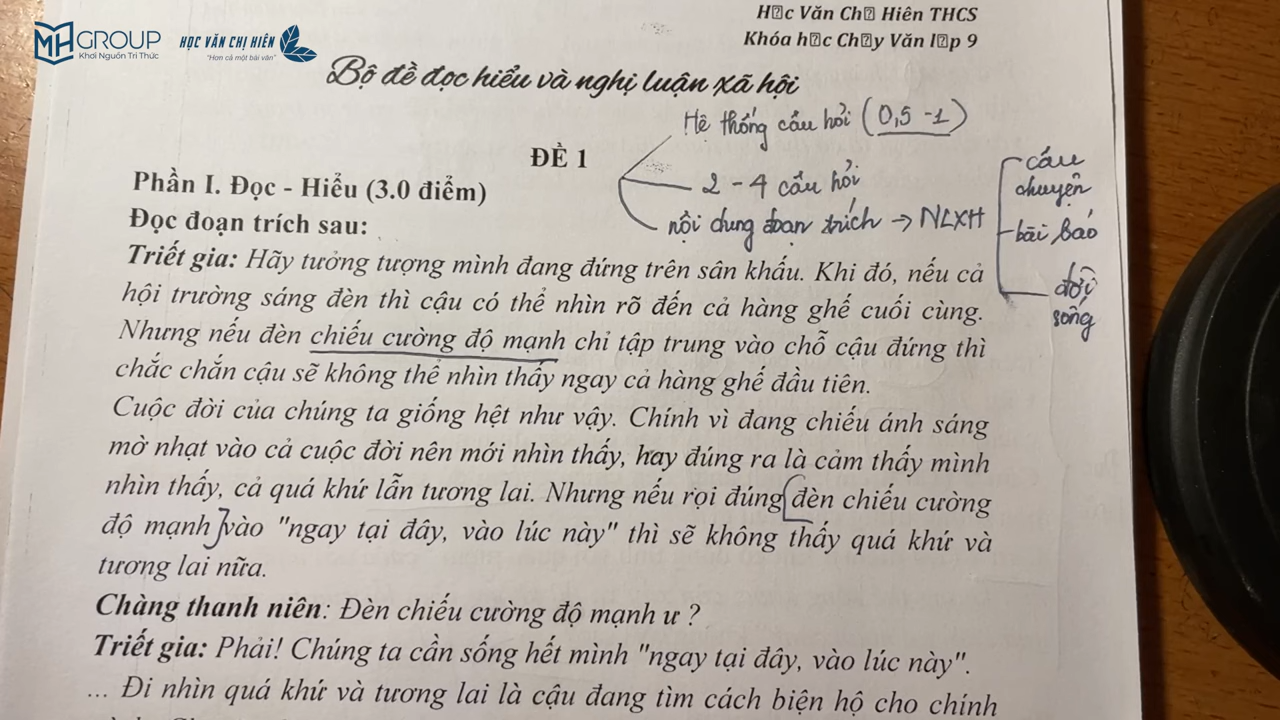 MH GROUP
Khơi Nguồn Tri Thức
HỌC VĂN CHỊ HIÊN
"Hơn cả một bài văn"
Học Văn Chị Hiên THCS
Khóa học Chạy Văn lớp 9
Bộ đề đọc hiểu và nghị luận xã hội
Hê thống câu hỏi (0,5 - 1)
ĐỀ 1
2 - 4 câu hỏi
nội dung đoạn trích → NLXH
câu
chuyện
bài báo
đời
sống
Phần I. Đọc - Hiểu (3.0 điểm)
Đọc đoạn trích sau:
Triết gia: Hãy tưởng tượng mình đang đứng trên sân khấu. Khi đó, nếu cả
hội trường sáng đèn thì cậu có thể nhìn rõ đến cả hàng ghế cuối cùng.
Nhưng nếu đèn chiếu cường độ mạnh chỉ tập trung vào chỗ cậu đứng thì
chắc chắn cậu sẽ không thể nhìn thấy ngay cả hàng ghế đầu tiên.
Cuộc đời của chúng ta giống hệt như vậy. Chính vì đang chiếu ánh sáng
mờ nhạt vào cả cuộc đời nên mới nhìn thấy, hay đúng ra là cảm thấy mình
nhìn thấy, cả quá khứ lẫn tương lai. Nhưng nếu rọi đúng đèn chiếu cường
độ mạnh vào "ngay tại đây, vào lúc này" thì sẽ không thấy quá khứ và
tương lai nữa.
Chàng thanh niên: Đèn chiếu cường độ mạnh ư ?
Triết gia: Phải! Chúng ta cần sống hết mình "ngay tại đây, vào lúc này".
... Đi nhìn quá khứ và tương lai là cậu đang tìm cách biện hộ cho chính